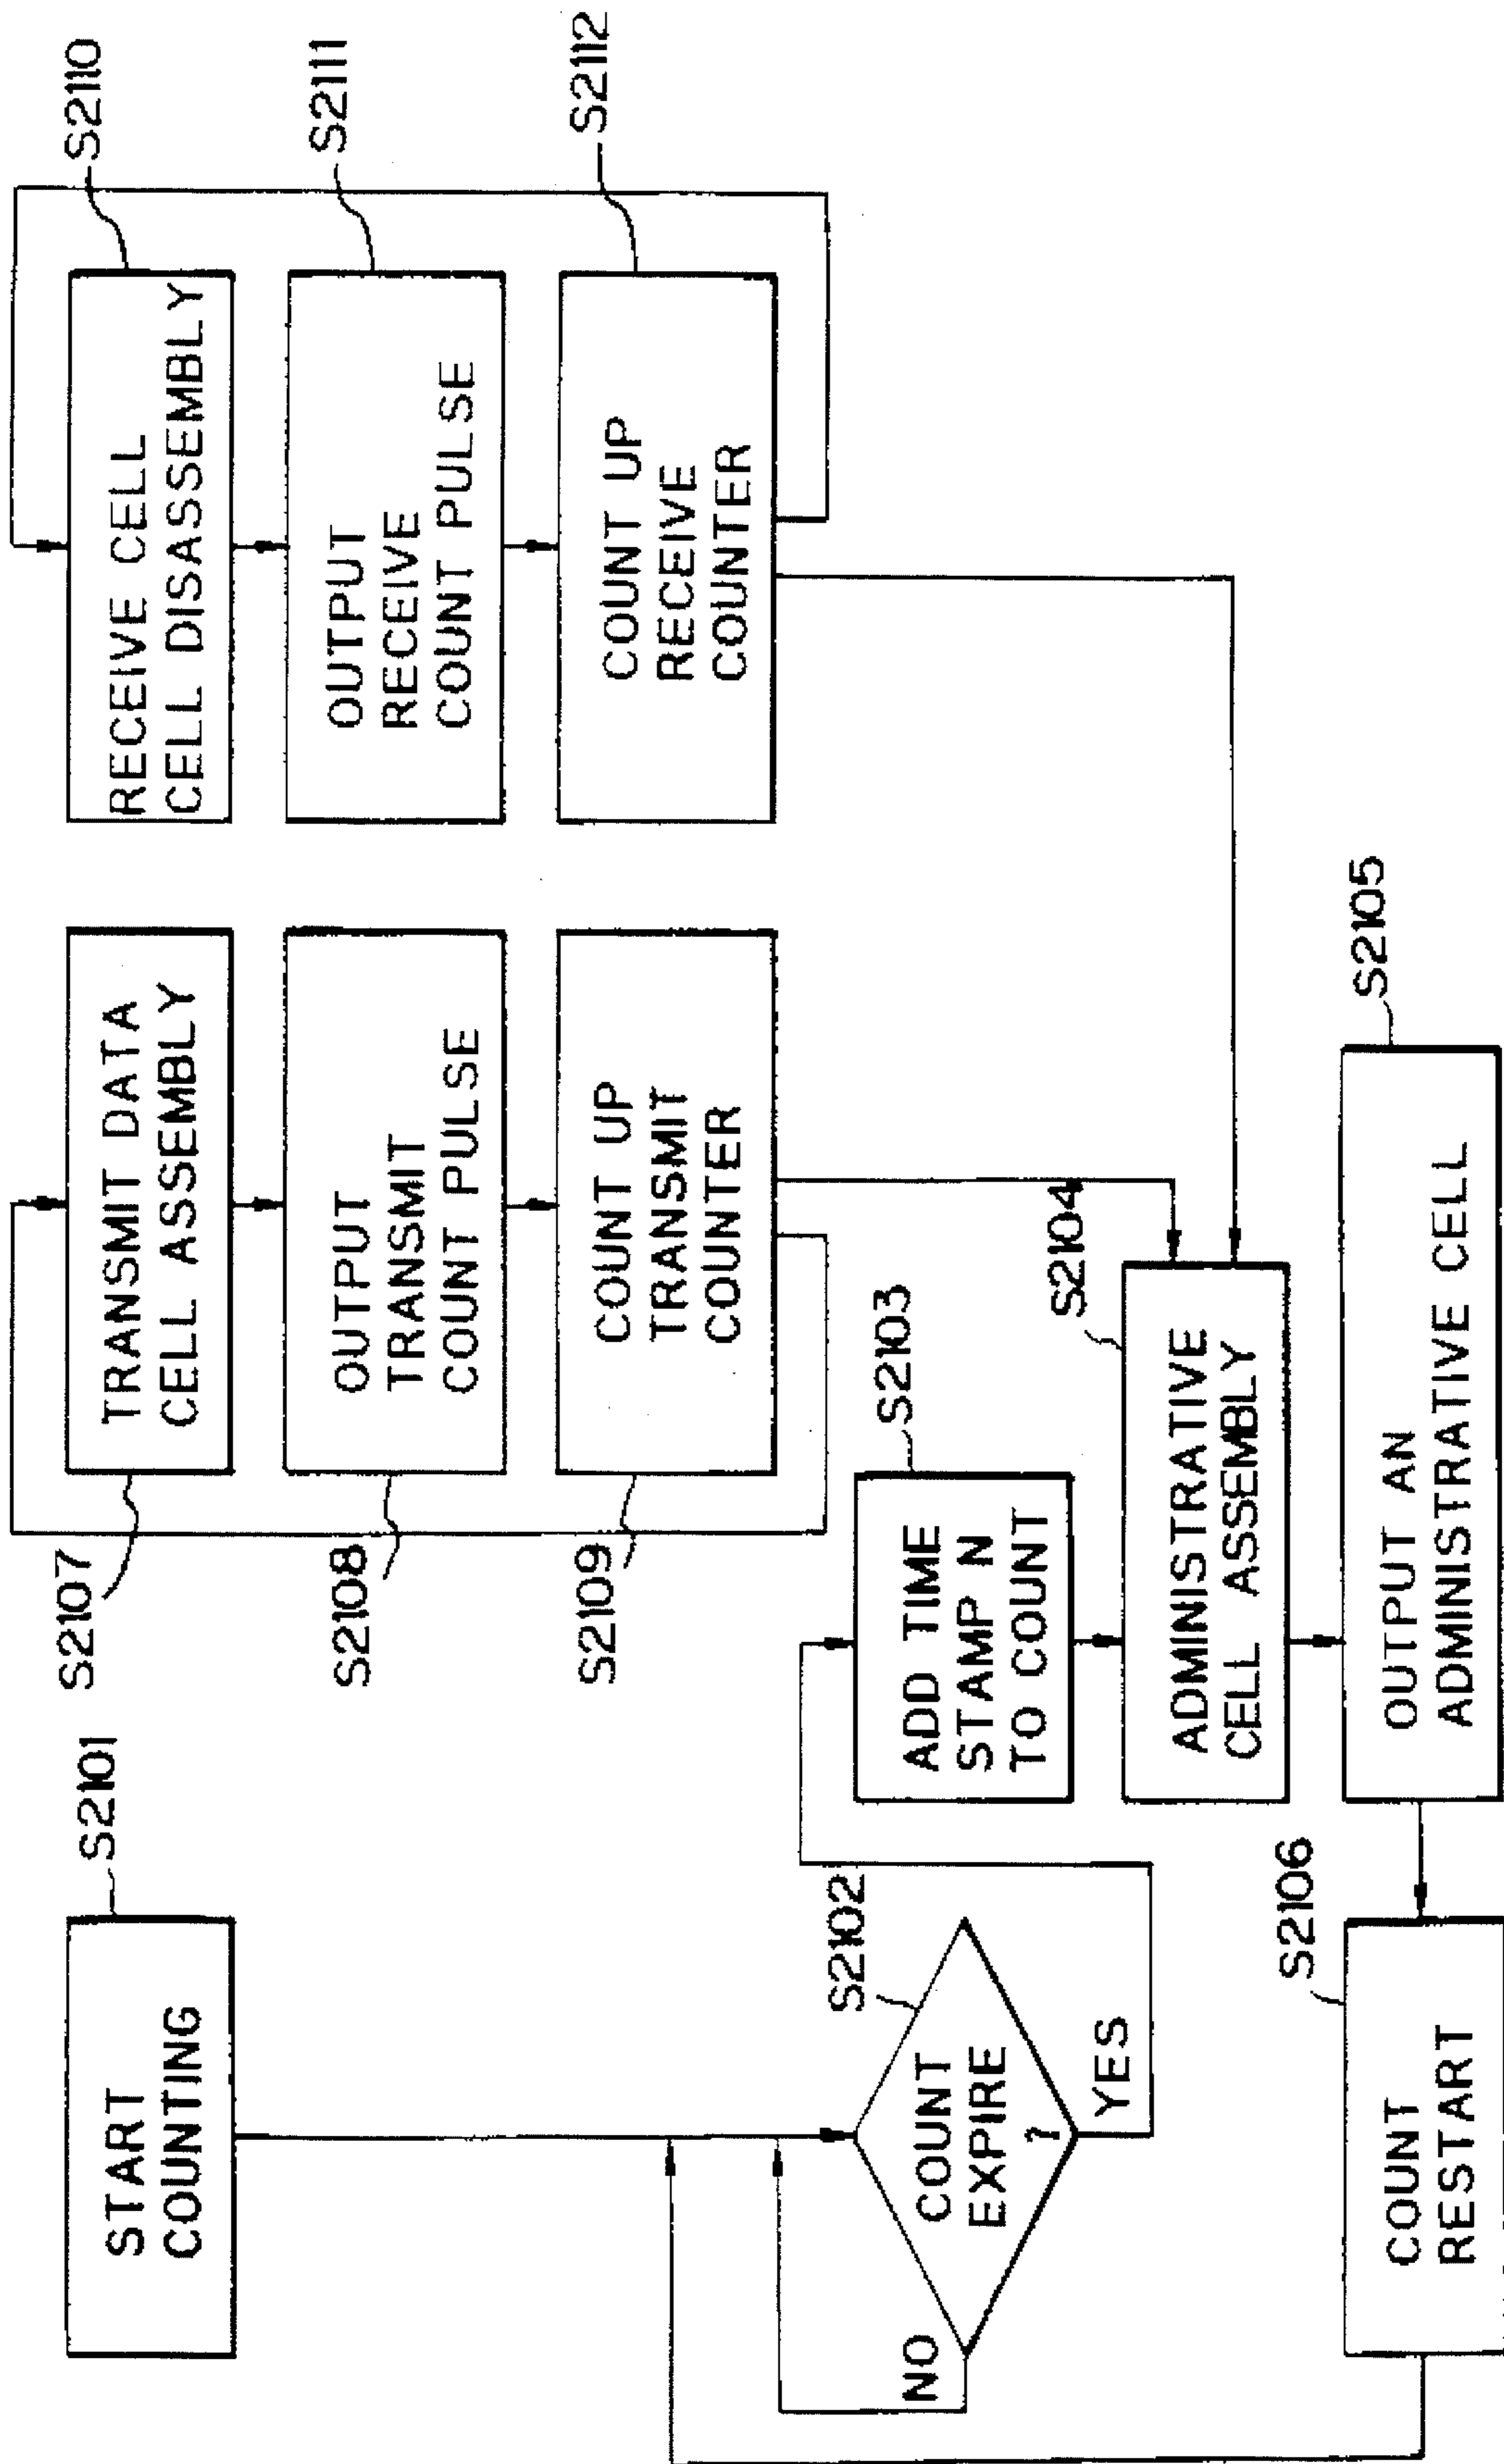 S2101
START
COUNTING
S2102
COUNT
EXPIRE
?
NO
YES
S2103
ADD TIME
STAMP N
TO COUNT
S2104
ADMINISTRATIVE
CELL ASSEMBLY
S2105
OUTPUT AN
ADMINISTRATIVE CELL
S2106
COUNT
RESTART
S2107
TRANSMIT DATA
CELL ASSEMBLY
S2108
OUTPUT
TRANSMIT
COUNT PULSE
S2109
COUNT UP
TRANSMIT
COUNTER
S2110
RECEIVE CELL
CELL DISASSEMBLY
S2111
OUTPUT
RECEIVE
COUNT PULSE
S2112
COUNT UP
RECEIVE
COUNTER